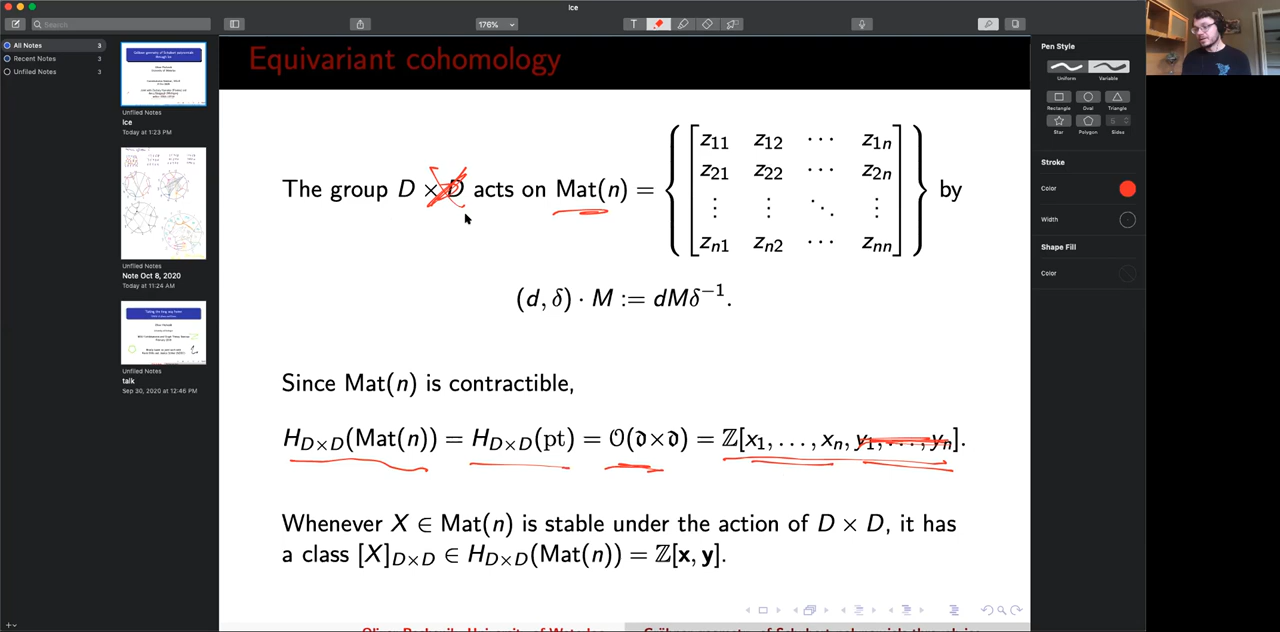 Ice
Search
176%
T
All Notes 3
Recent Notes 3
Unfiled Notes 3
Unfiled Notes
Ice
Today at 1:23 PM
Unfiled Notes
Note Oct 8, 2020
Today at 11:24 AM
Unfiled Notes
talk
Sep 30, 2020 at 12:46 PM
Equivariant cohomology
The group D × D acts on Mat(n) = { [ z11 z12 ⋯ z1n
z21 z22 ⋯ z2n
⋮ ⋮ ⋱ ⋮
zn1 zn2 ⋯ znn ] } by
(d, δ) · M := dMδ⁻¹.
Since Mat(n) is contractible,
H_{D×D}(Mat(n)) = H_{D×D}(pt) = 𝒪(𝔡×𝔡) = ℤ[x₁, …, xₙ, y₁, …, yₙ].
Whenever X ∈ Mat(n) is stable under the action of D × D, it has
a class [X]_{D×D} ∈ H_{D×D}(Mat(n)) = ℤ[x, y].
Pen Style
Uniform Variable
Rectangle Oval Triangle
6
Star Polygon Sides
Stroke
Color
Width
Shape Fill
Color